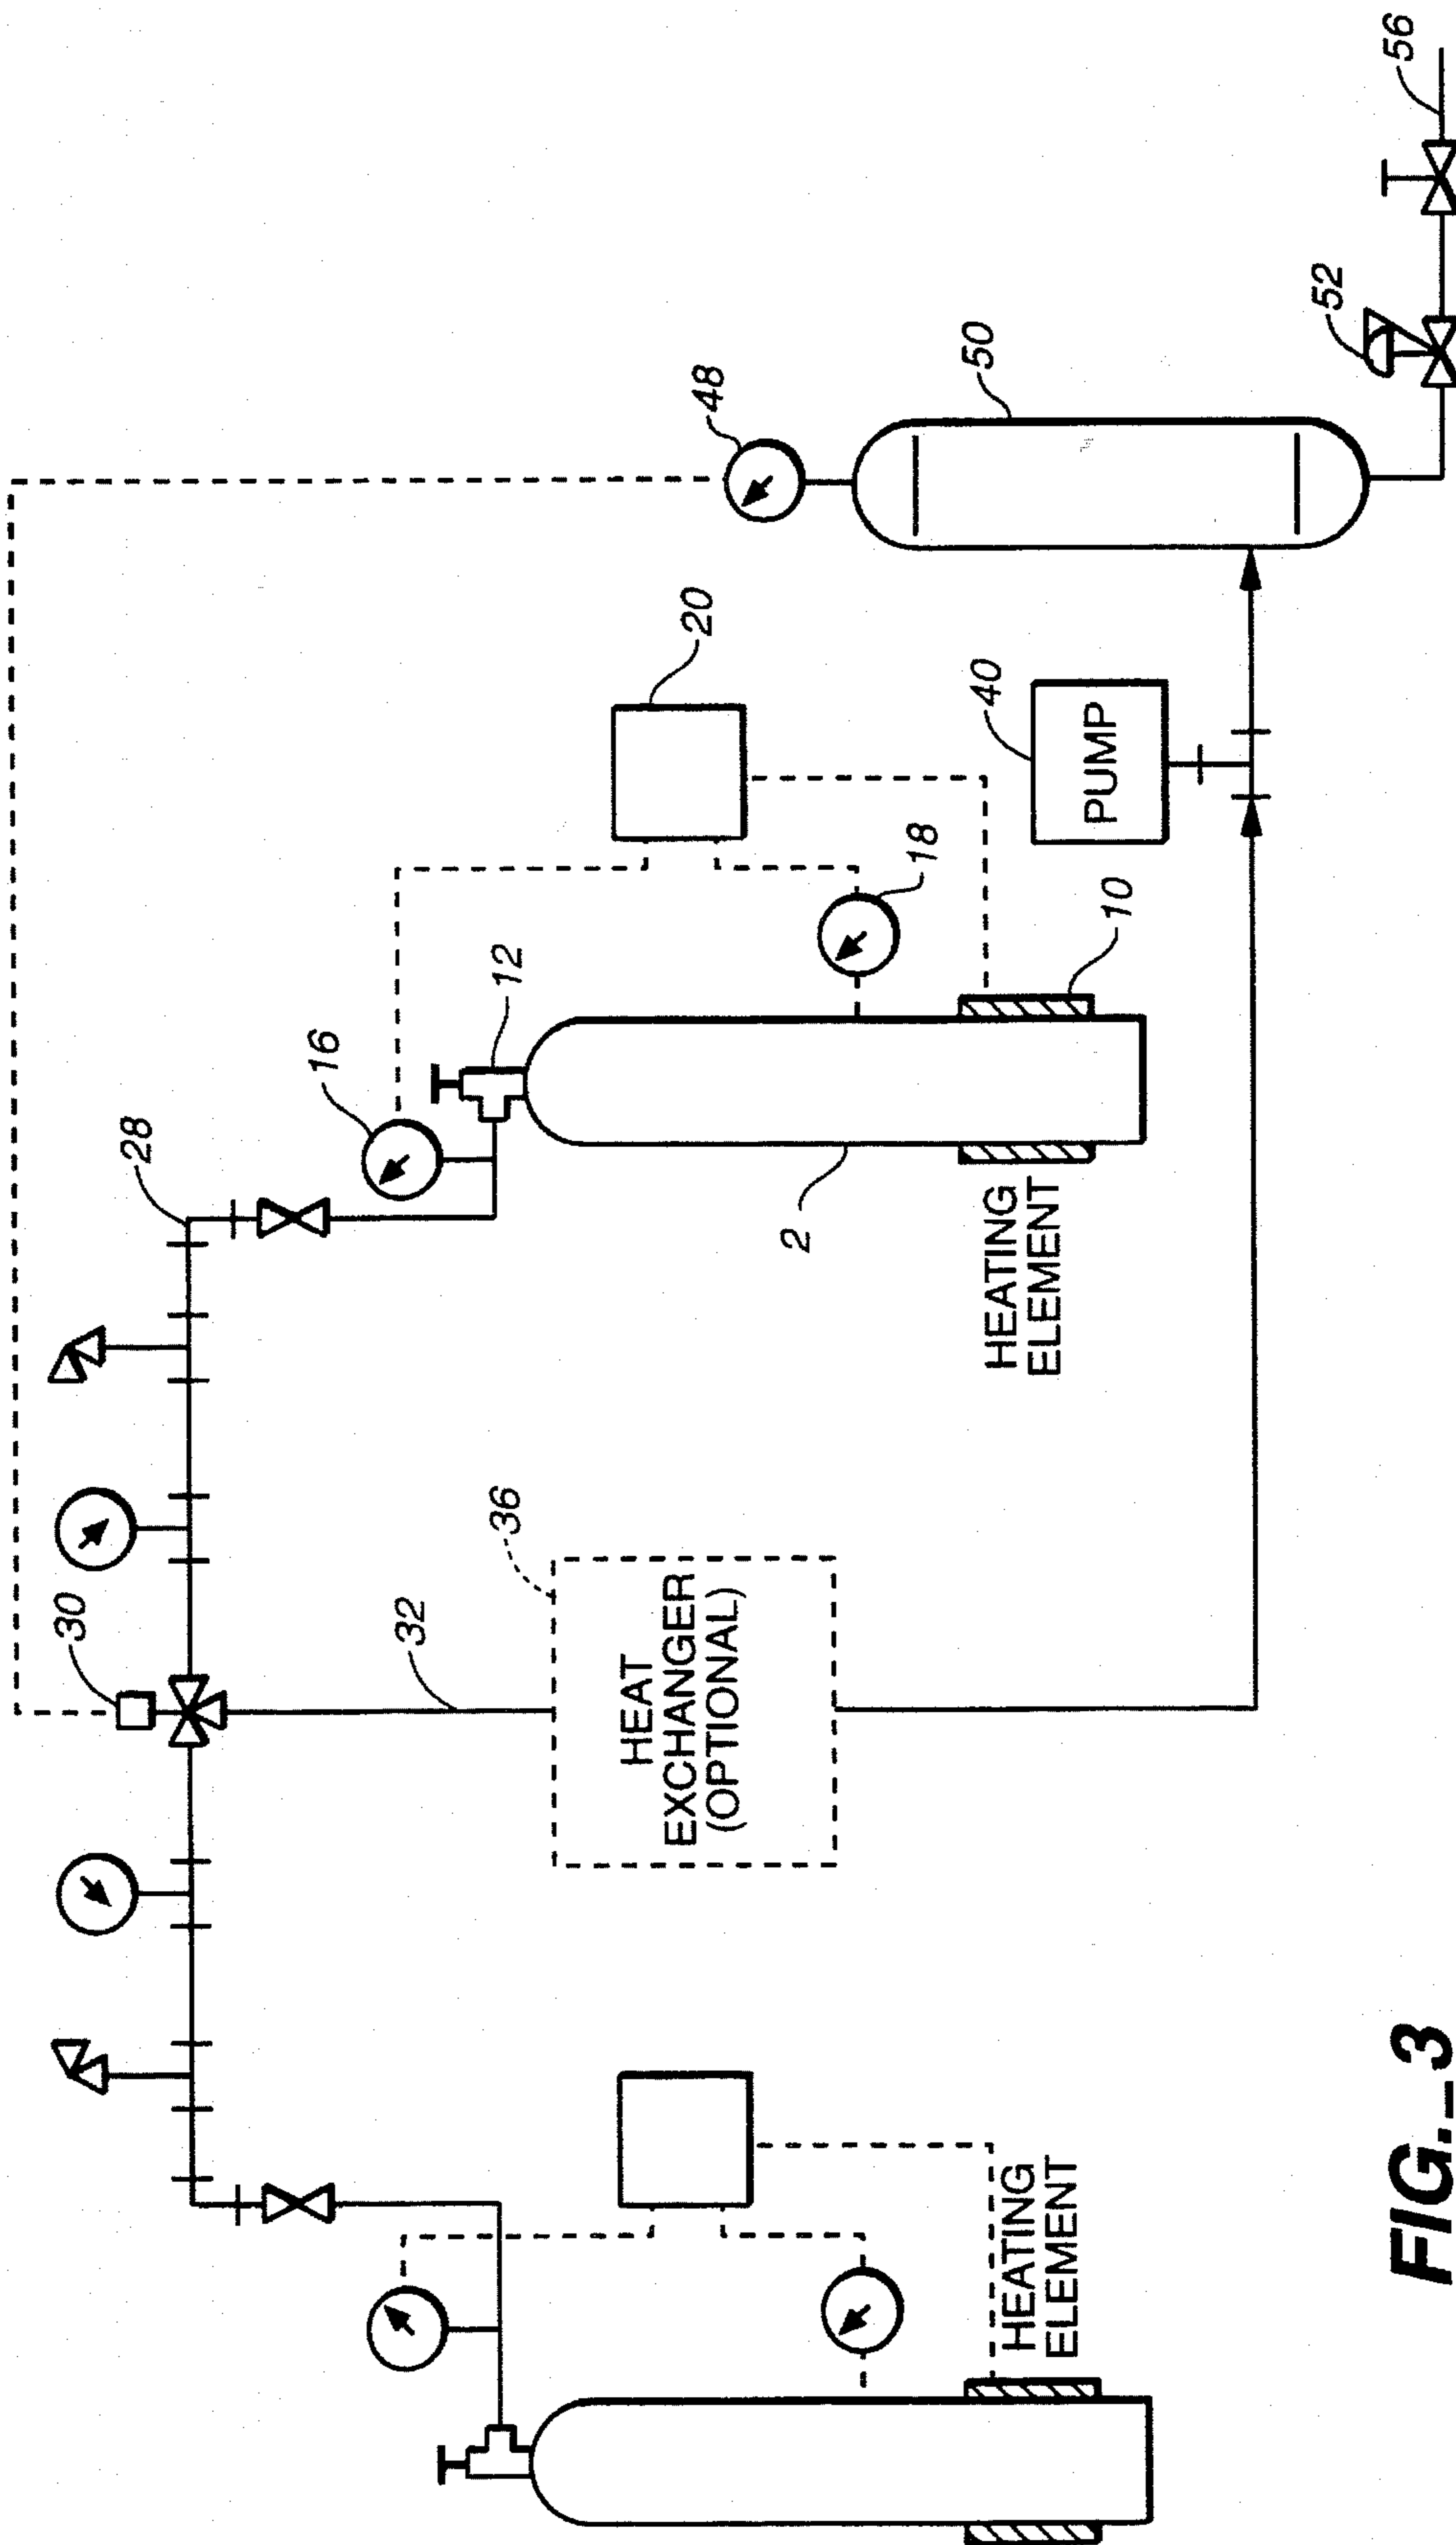 30
28
16
12
48
20
50
52
56
32
36
HEAT
EXCHANGER
(OPTIONAL)
2
18
10
40
PUMP
HEATING
ELEMENT
HEATING
ELEMENT
FIG._3